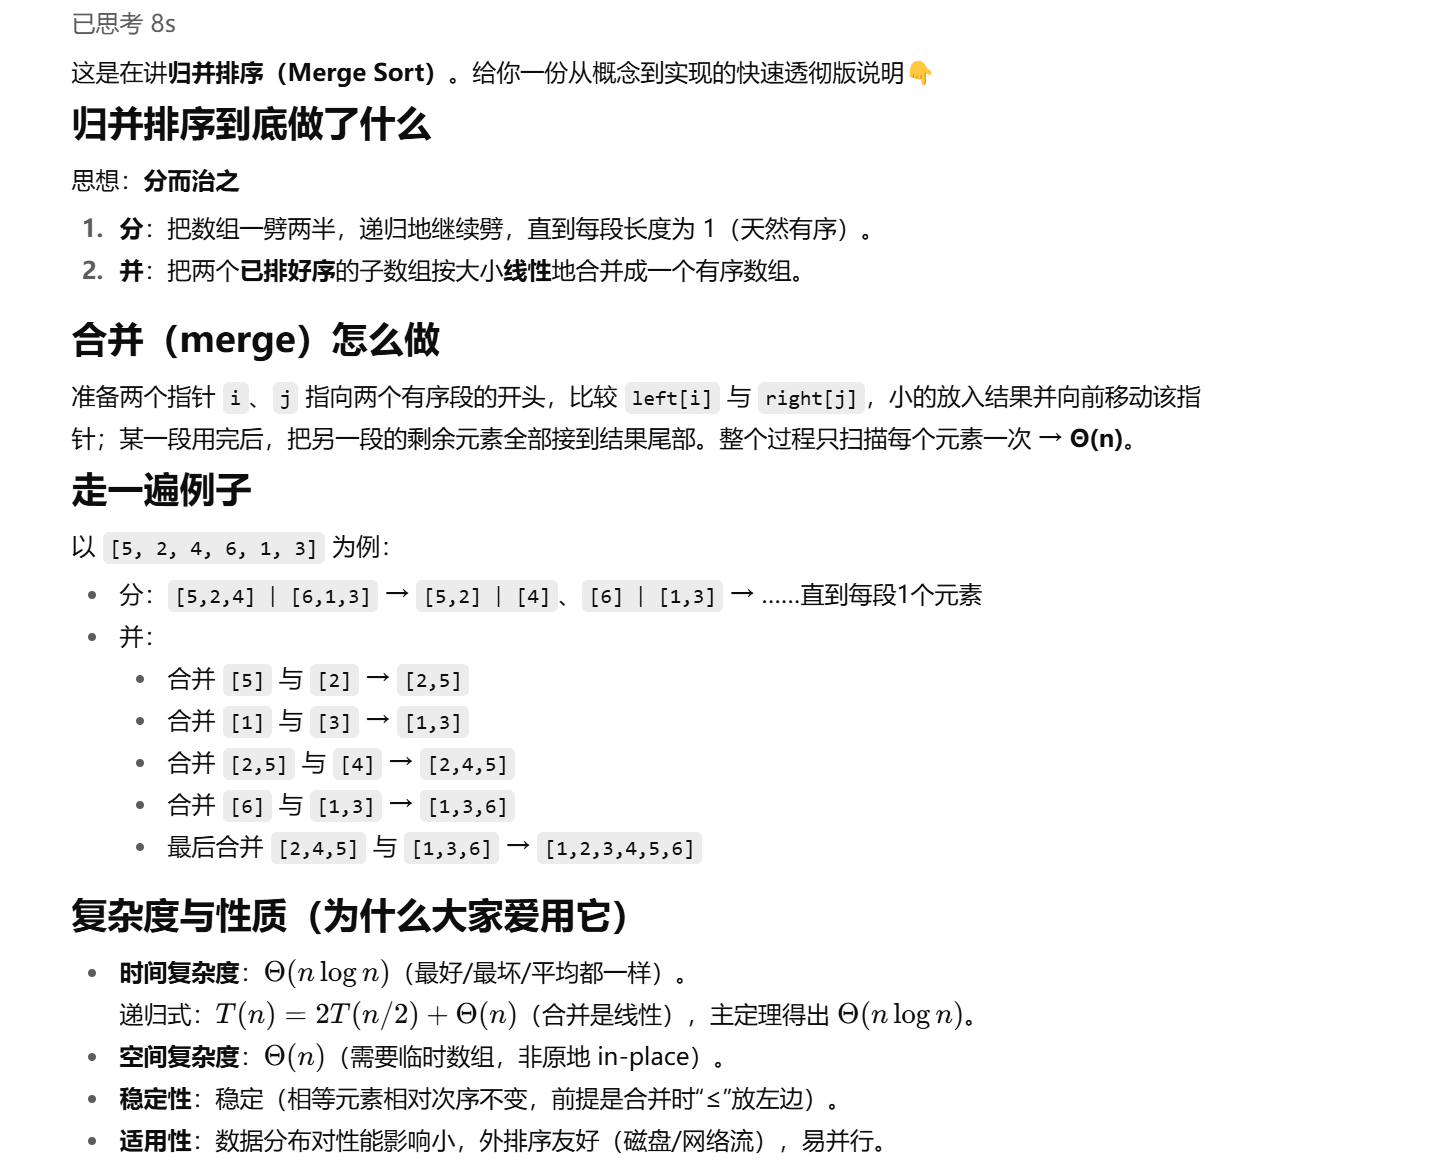 已思考 8s
这是在讲归并排序（Merge Sort）。给你一份从概念到实现的快速透彻版说明👇
归并排序到底做了什么
思想：分而治之
1. 分：把数组一劈两半，递归地继续劈，直到每段长度为 1（天然有序）。
2. 并：把两个已排好序的子数组按大小线性地合并成一个有序数组。
合并（merge）怎么做
准备两个指针 i、j 指向两个有序段的开头，比较 left[i] 与 right[j]，小的放入结果并向前移动该指
针；某一段用完后，把另一段的剩余元素全部接到结果尾部。整个过程只扫描每个元素一次 → Θ(n)。
走一遍例子
以 [5, 2, 4, 6, 1, 3] 为例：
• 分：[5,2,4] | [6,1,3] → [5,2] | [4]、[6] | [1,3] → ……直到每段1个元素
• 并：
• 合并 [5] 与 [2] → [2,5]
• 合并 [1] 与 [3] → [1,3]
• 合并 [2,5] 与 [4] → [2,4,5]
• 合并 [6] 与 [1,3] → [1,3,6]
• 最后合并 [2,4,5] 与 [1,3,6] → [1,2,3,4,5,6]
复杂度与性质（为什么大家爱用它）
• 时间复杂度：Θ(n log n)（最好/最坏/平均都一样）。
递归式：T(n) = 2T(n/2) + Θ(n)（合并是线性），主定理得出 Θ(n log n)。
• 空间复杂度：Θ(n)（需要临时数组，非原地 in-place）。
• 稳定性：稳定（相等元素相对次序不变，前提是合并时“≤”放左边）。
• 适用性：数据分布对性能影响小，外排序友好（磁盘/网络流），易并行。